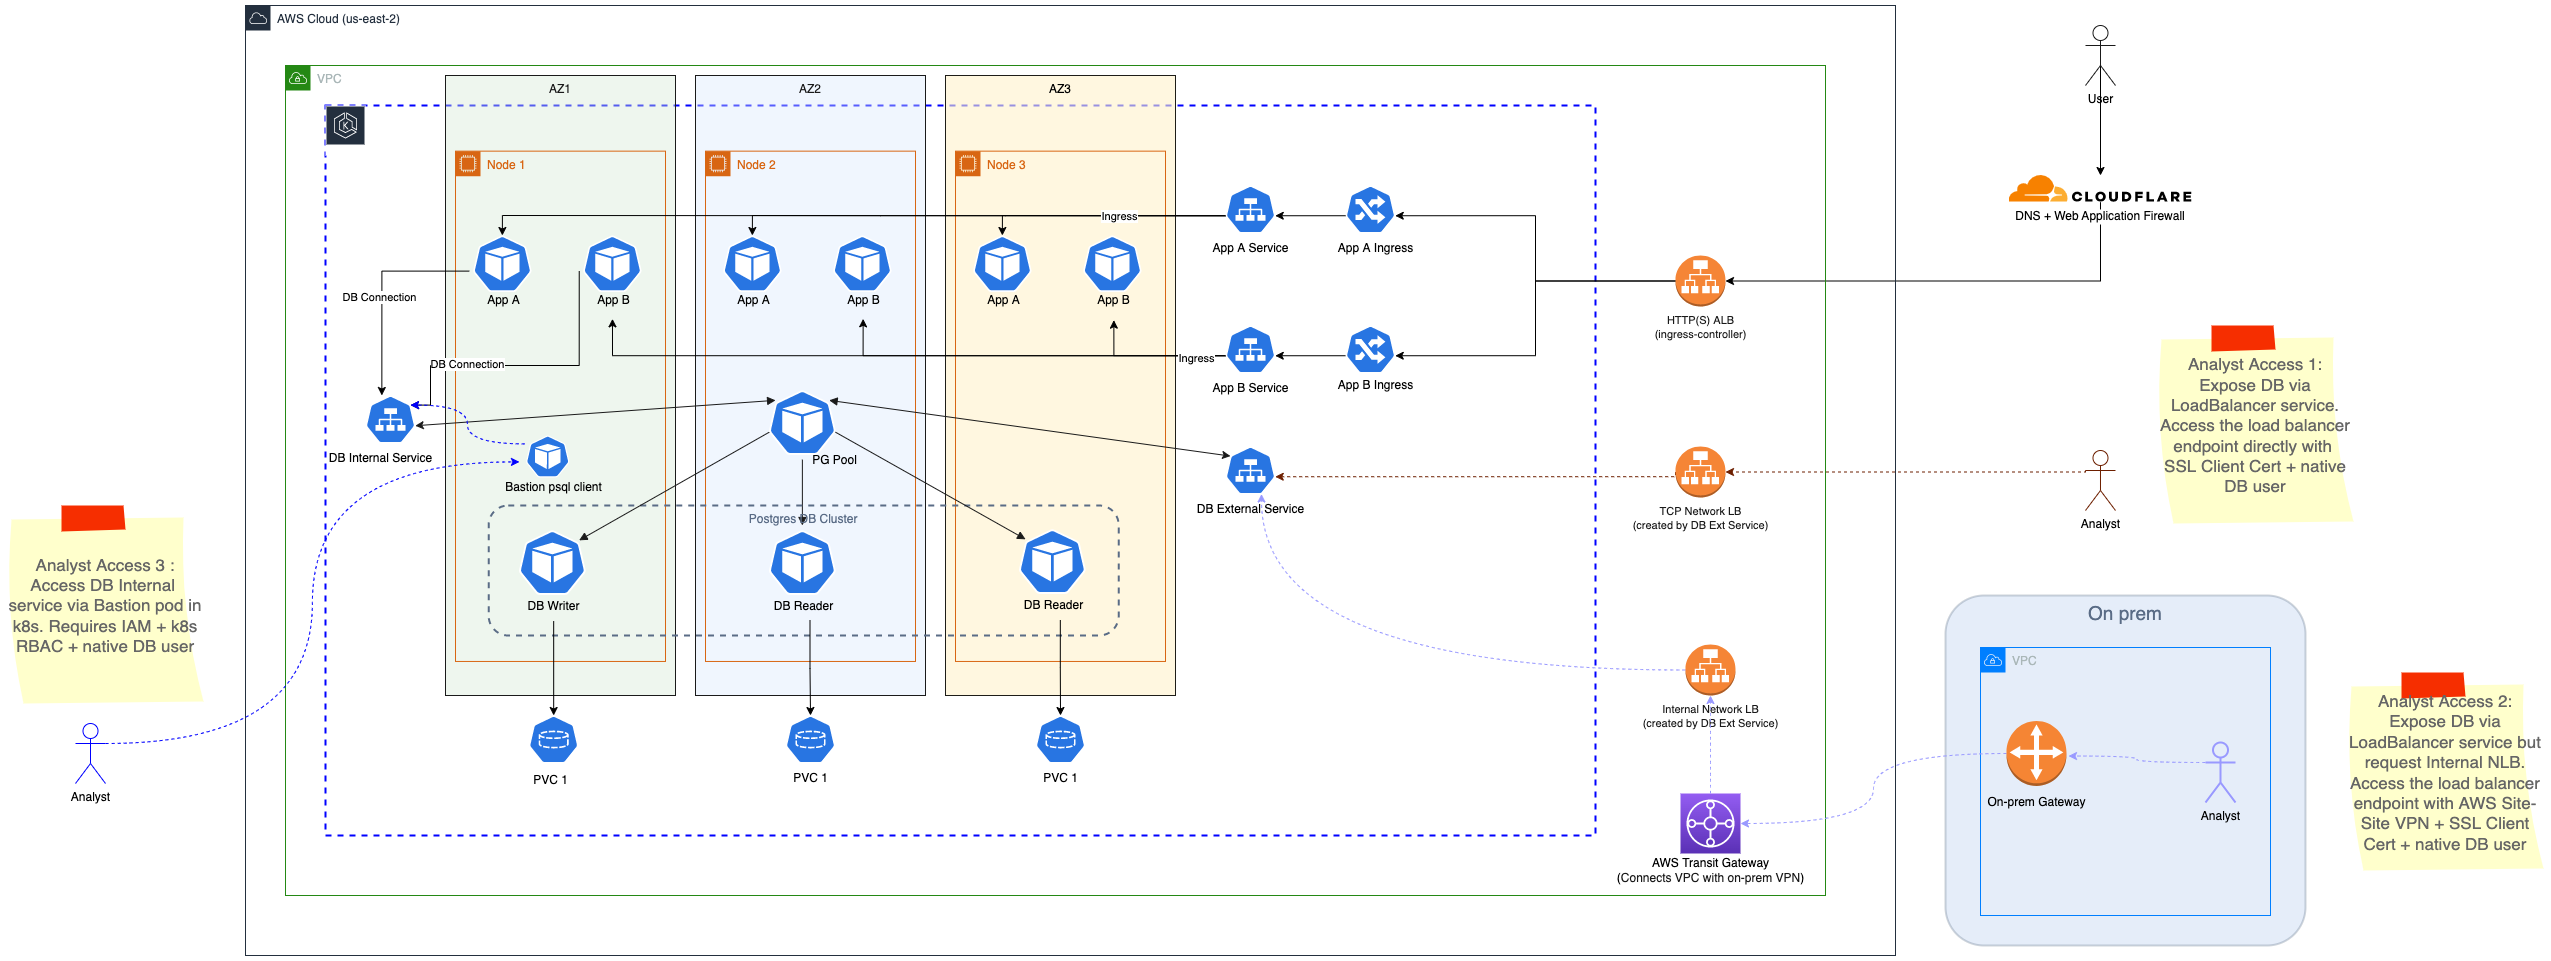 AWS Cloud (us-east-2)
VPC
AZ1
AZ2
AZ3
Node 1
Node 2
Node 3
Ingress
App A
App B
App A
App B
App A
App B
App A Service
App A Ingress
Ingress
App B Service
App B Ingress
DB Connection
DB Connection
DB Internal Service
Bastion psql client
PG Pool
Postgres DB Cluster
DB Writer
DB Reader
DB Reader
PVC 1
PVC 1
PVC 1
DB External Service
HTTP(S) ALB
(ingress-controller)
TCP Network LB
(created by DB Ext Service)
Internal Network LB
(created by DB Ext Service)
AWS Transit Gateway
(Connects VPC with on-prem VPN)
User
CLOUDFLARE
DNS + Web Application Firewall
Analyst Access 1:
Expose DB via
LoadBalancer service.
Access the load balancer
endpoint directly with
SSL Client Cert + native
DB user
Analyst
On prem
VPC
On-prem Gateway
Analyst
Analyst Access 2:
Expose DB via
LoadBalancer service but
request Internal NLB.
Access the load balancer
endpoint with AWS Site-
Site VPN + SSL Client
Cert + native DB user
Analyst Access 3 :
Access DB Internal
service via Bastion pod in
k8s. Requires IAM + k8s
RBAC + native DB user
Analyst